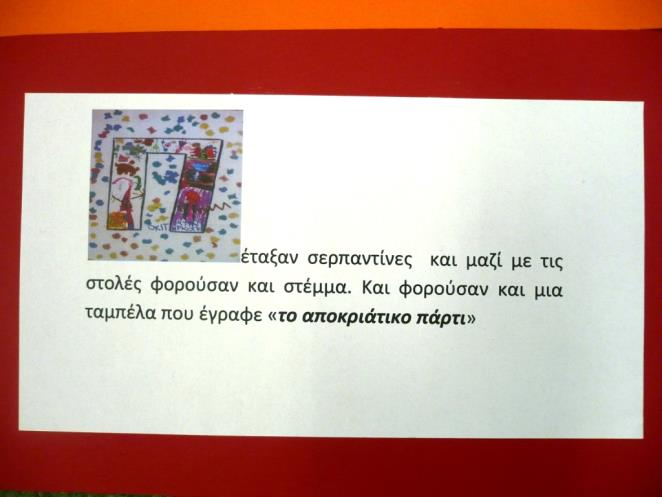 Πέταξαν σερπαντίνες και μαζί με τις
στολές φορούσαν και στέμμα. Και φορούσαν και μια
ταμπέλα που έγραφε «το αποκριάτικο πάρτι»